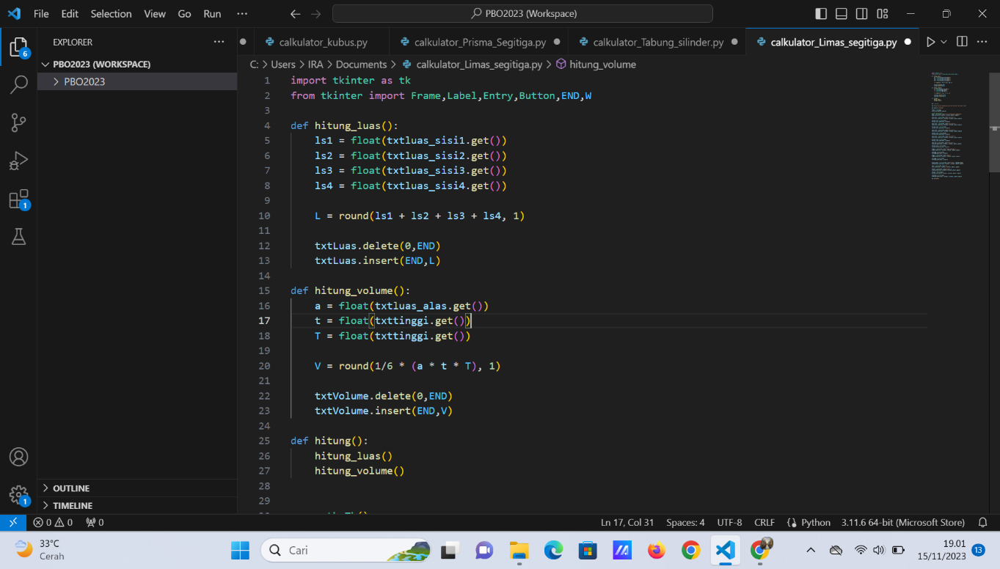 File Edit Selection View Go Run ··· PBO2023 (Workspace)
EXPLORER ···
calkulator_kubus.py calkulator_Prisma_Segitiga.py calkulator_Tabung_silinder.py calkulator_Limas_segitiga.py ···
PBO2023 (WORKSPACE)
PBO2023
C: > Users > IRA > Documents > calkulator_Limas_segitiga.py > hitung_volume
1 import tkinter as tk
2 from tkinter import Frame,Label,Entry,Button,END,W
3
4 def hitung_luas():
5 ls1 = float(txtluas_sisi1.get())
6 ls2 = float(txtluas_sisi2.get())
7 ls3 = float(txtluas_sisi3.get())
8 ls4 = float(txtluas_sisi4.get())
9
10 L = round(ls1 + ls2 + ls3 + ls4, 1)
11
12 txtLuas.delete(0,END)
13 txtLuas.insert(END,L)
14
15 def hitung_volume():
16 a = float(txtluas_alas.get())
17 t = float(txttinggi.get())
18 T = float(txttinggi.get())
19
20 V = round(1/6 * (a * t * T), 1)
21
22 txtVolume.delete(0,END)
23 txtVolume.insert(END,V)
24
25 def hitung():
26 hitung_luas()
27 hitung_volume()
28
29
6
1
OUTLINE
TIMELINE
1
0 0 0
Ln 17, Col 31 Spaces: 4 UTF-8 CRLF Python 3.11.6 64-bit (Microsoft Store)
33°C
Cerah
Cari
19.01
15/11/2023
13